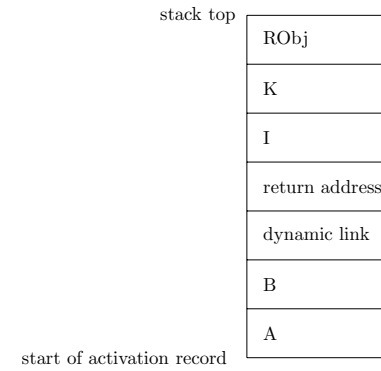 stack top
RObj
K
I
return address
dynamic link
B
A
start of activation record